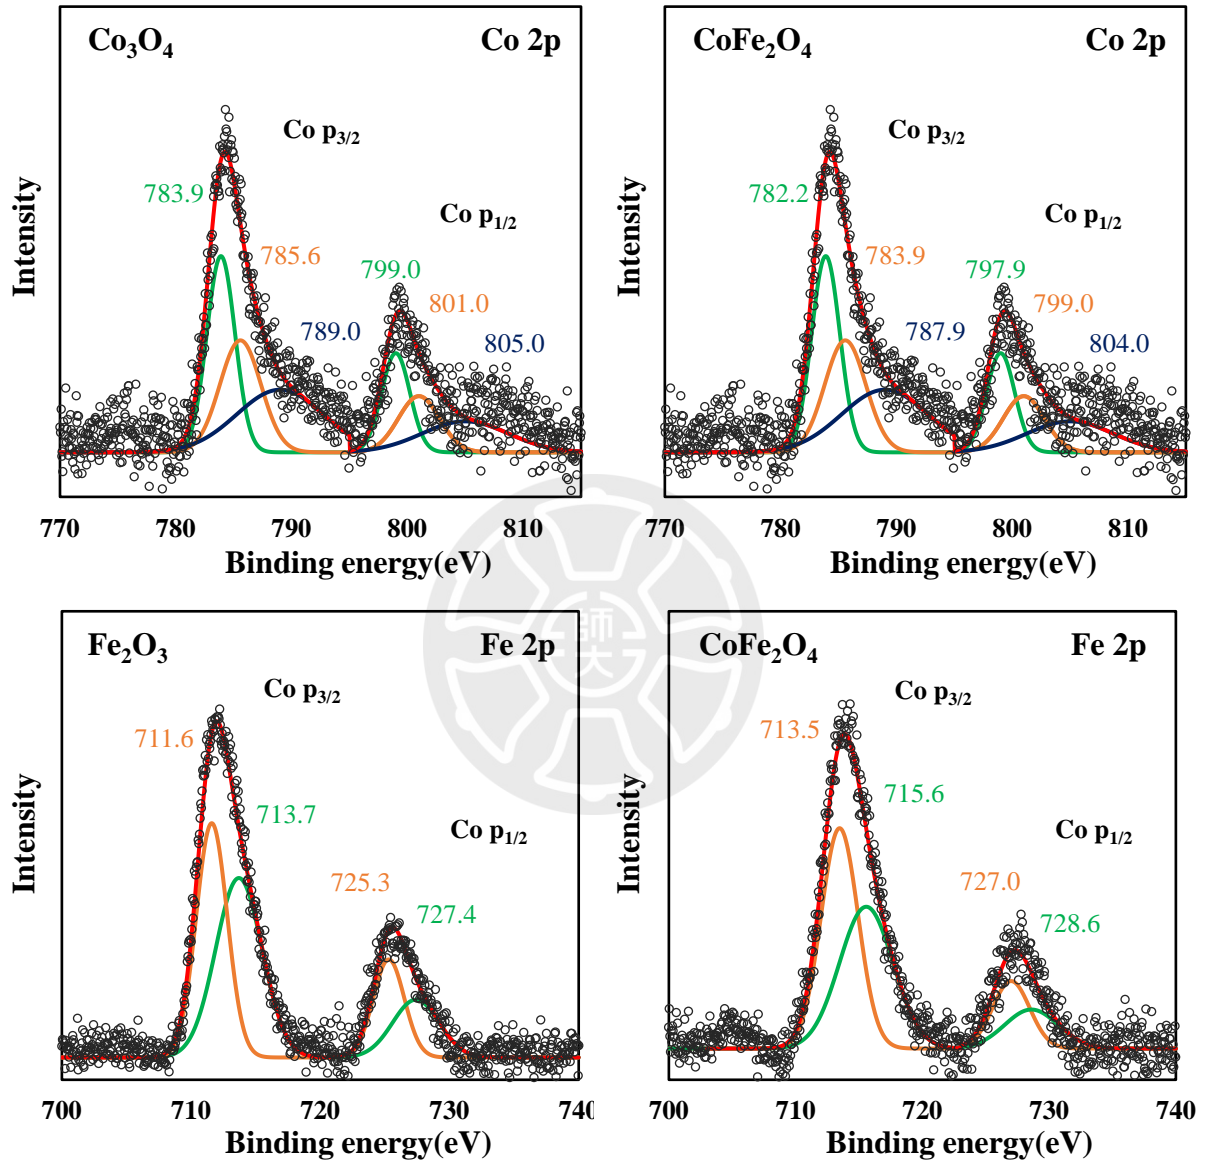 Co₃O₄ Co 2p
Co p₃/₂
783.9
Co p₁/₂
785.6
799.0
801.0
789.0
805.0
Intensity
770 780 790 800 810
Binding energy(eV)
CoFe₂O₄ Co 2p
Co p₃/₂
782.2
Co p₁/₂
783.9
797.9
799.0
787.9
804.0
Intensity
770 780 790 800 810
Binding energy(eV)
師大
Fe₂O₃ Fe 2p
Co p₃/₂
711.6
713.7
Co p₁/₂
725.3
727.4
Intensity
700 710 720 730 740
Binding energy(eV)
CoFe₂O₄ Fe 2p
Co p₃/₂
713.5
715.6
Co p₁/₂
727.0
728.6
Intensity
700 710 720 730 740
Binding energy(eV)